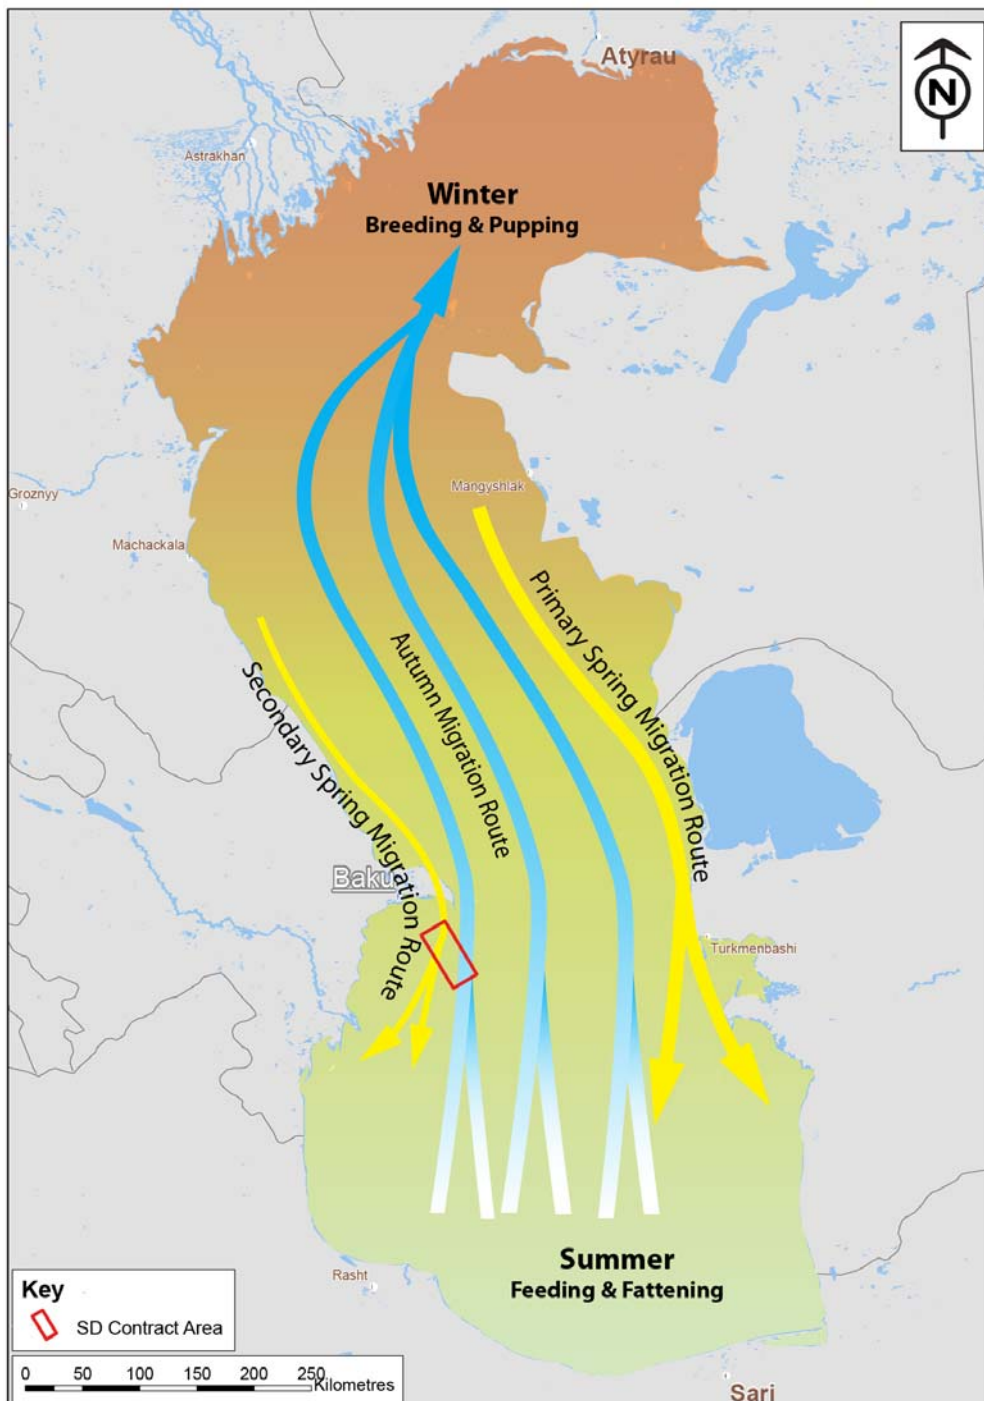 Atyrau
N
Astrakhan
Winter
Breeding & Pupping
Mangyshlak
Groznyy
Machackala
Primary Spring Migration Route
Autumn Migration Route
Secondary Spring Migration Route
Baku
Turkmenbashi
Summer
Feeding & Fattening
Rasht
Key
SD Contract Area
0 50 100 150 200 250
Kilometres
Sari